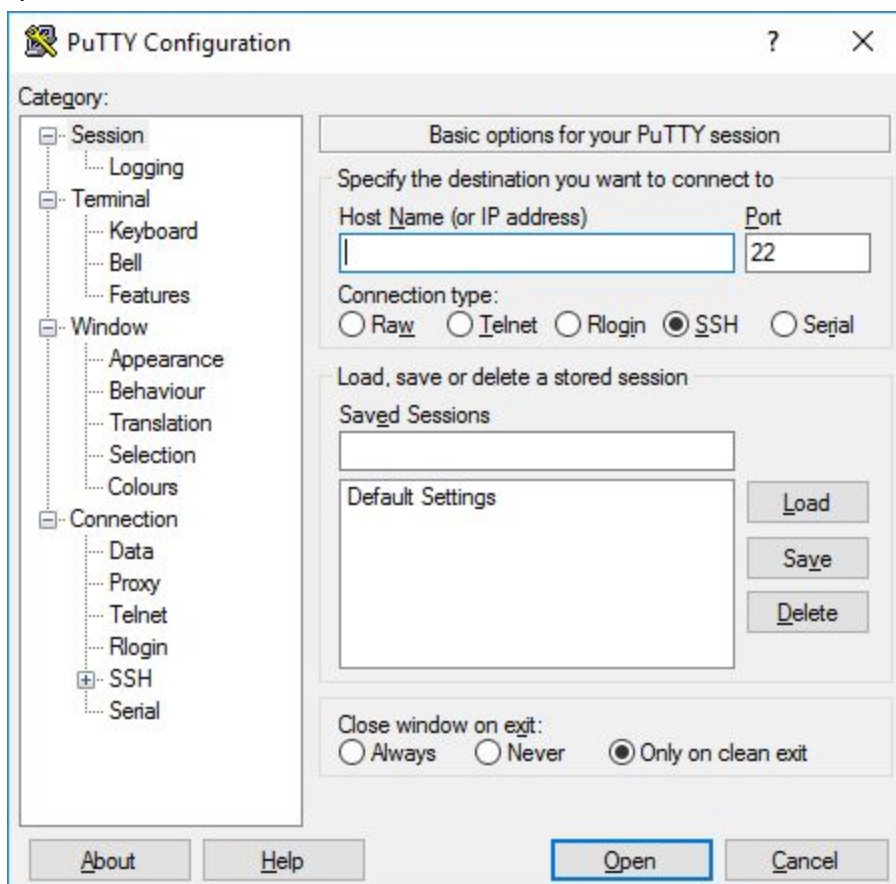 PuTTY Configuration
? 
Category:
Session
Logging
Terminal
Keyboard
Bell
Features
Window
Appearance
Behaviour
Translation
Selection
Colours
Connection
Data
Proxy
Telnet
Rlogin
SSH
Serial
Basic options for your PuTTY session
Specify the destination you want to connect to
Host Name (or IP address) Port
22
Connection type:
Raw Telnet Rlogin SSH Serial
Load, save or delete a stored session
Saved Sessions
Default Settings
Load
Save
Delete
Close window on exit:
Always Never Only on clean exit
About Help Open Cancel